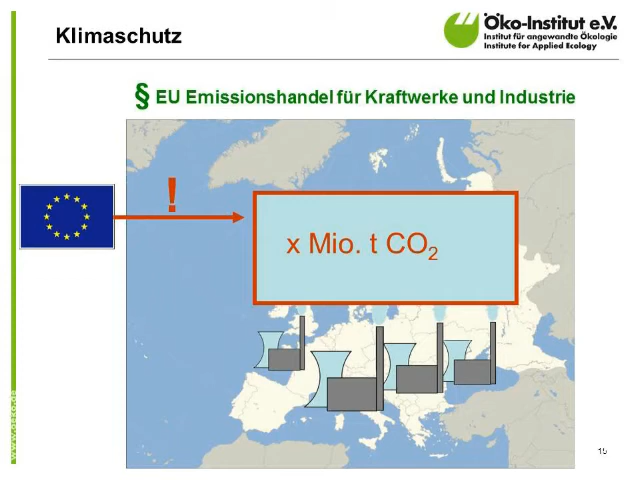 Klimaschutz
Öko-Institut e.V.
Institut für angewandte Ökologie
Institute for Applied Ecology
§ EU Emissionshandel für Kraftwerke und Industrie
!
x Mio. t CO₂
15